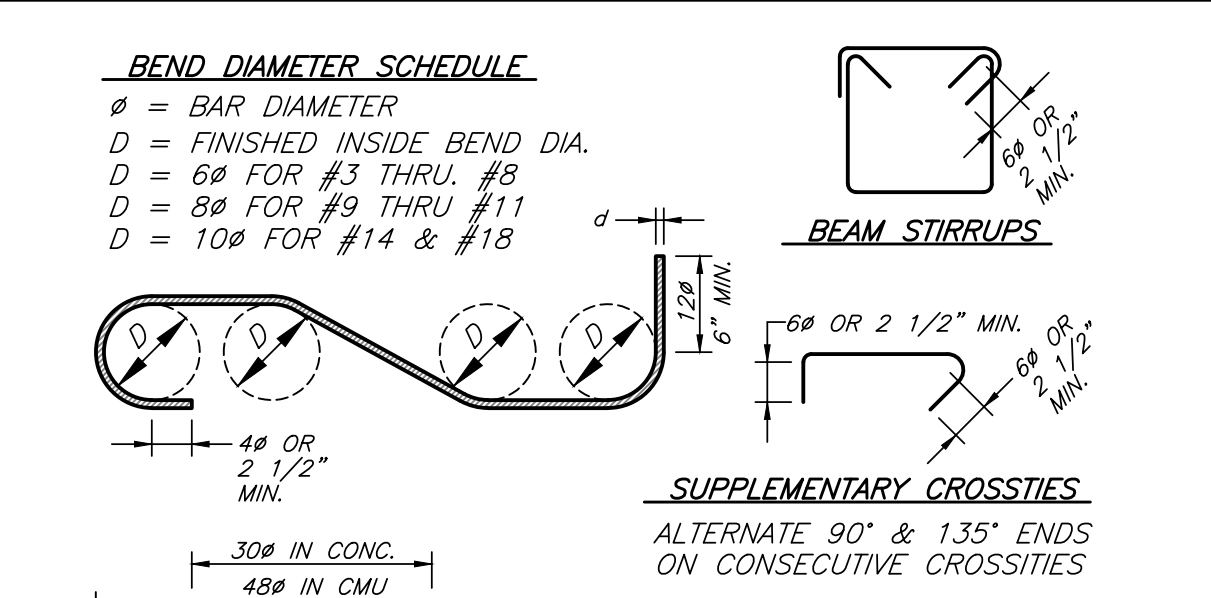 BEND DIAMETER SCHEDULE
ø = BAR DIAMETER
D = FINISHED INSIDE BEND DIA.
D = 6ø FOR #3 THRU. #8
D = 8ø FOR #9 THRU #11
D = 10ø FOR #14 & #18
6ø OR
2 1/2"
MIN.
BEAM STIRRUPS
d
12ø
6" MIN.
D
D
D
D
4ø OR
2 1/2"
MIN.
6ø OR 2 1/2" MIN.
6ø OR
2 1/2"
MIN.
SUPPLEMENTARY CROSSTIES
ALTERNATE 90° & 135° ENDS
ON CONSECUTIVE CROSSITIES
30ø IN CONC.
48ø IN CMU